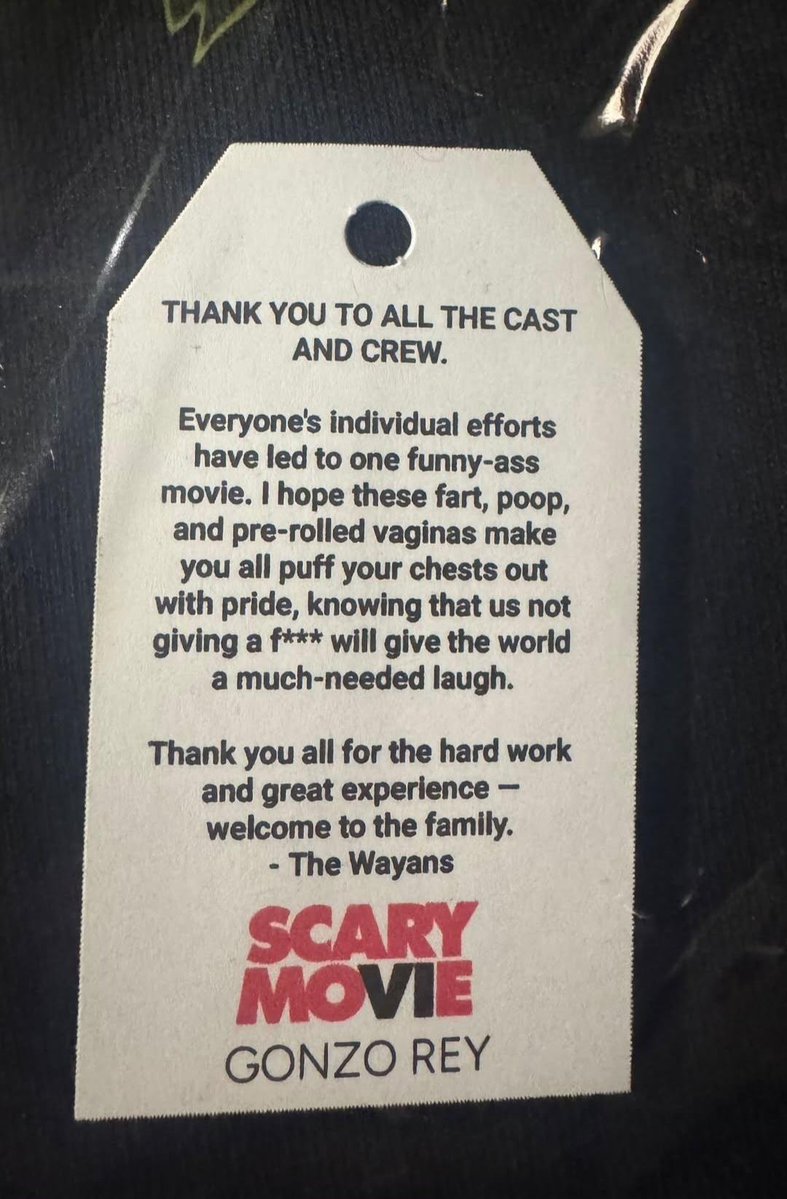 THANK YOU TO ALL THE CAST
AND CREW.
Everyone's individual efforts
have led to one funny-ass
movie. I hope these fart, poop,
and pre-rolled vaginas make
you all puff your chests out
with pride, knowing that us not
giving a f*** will give the world
a much-needed laugh.
Thank you all for the hard work
and great experience —
welcome to the family.
- The Wayans
SCARY
MOVIE
GONZO REY